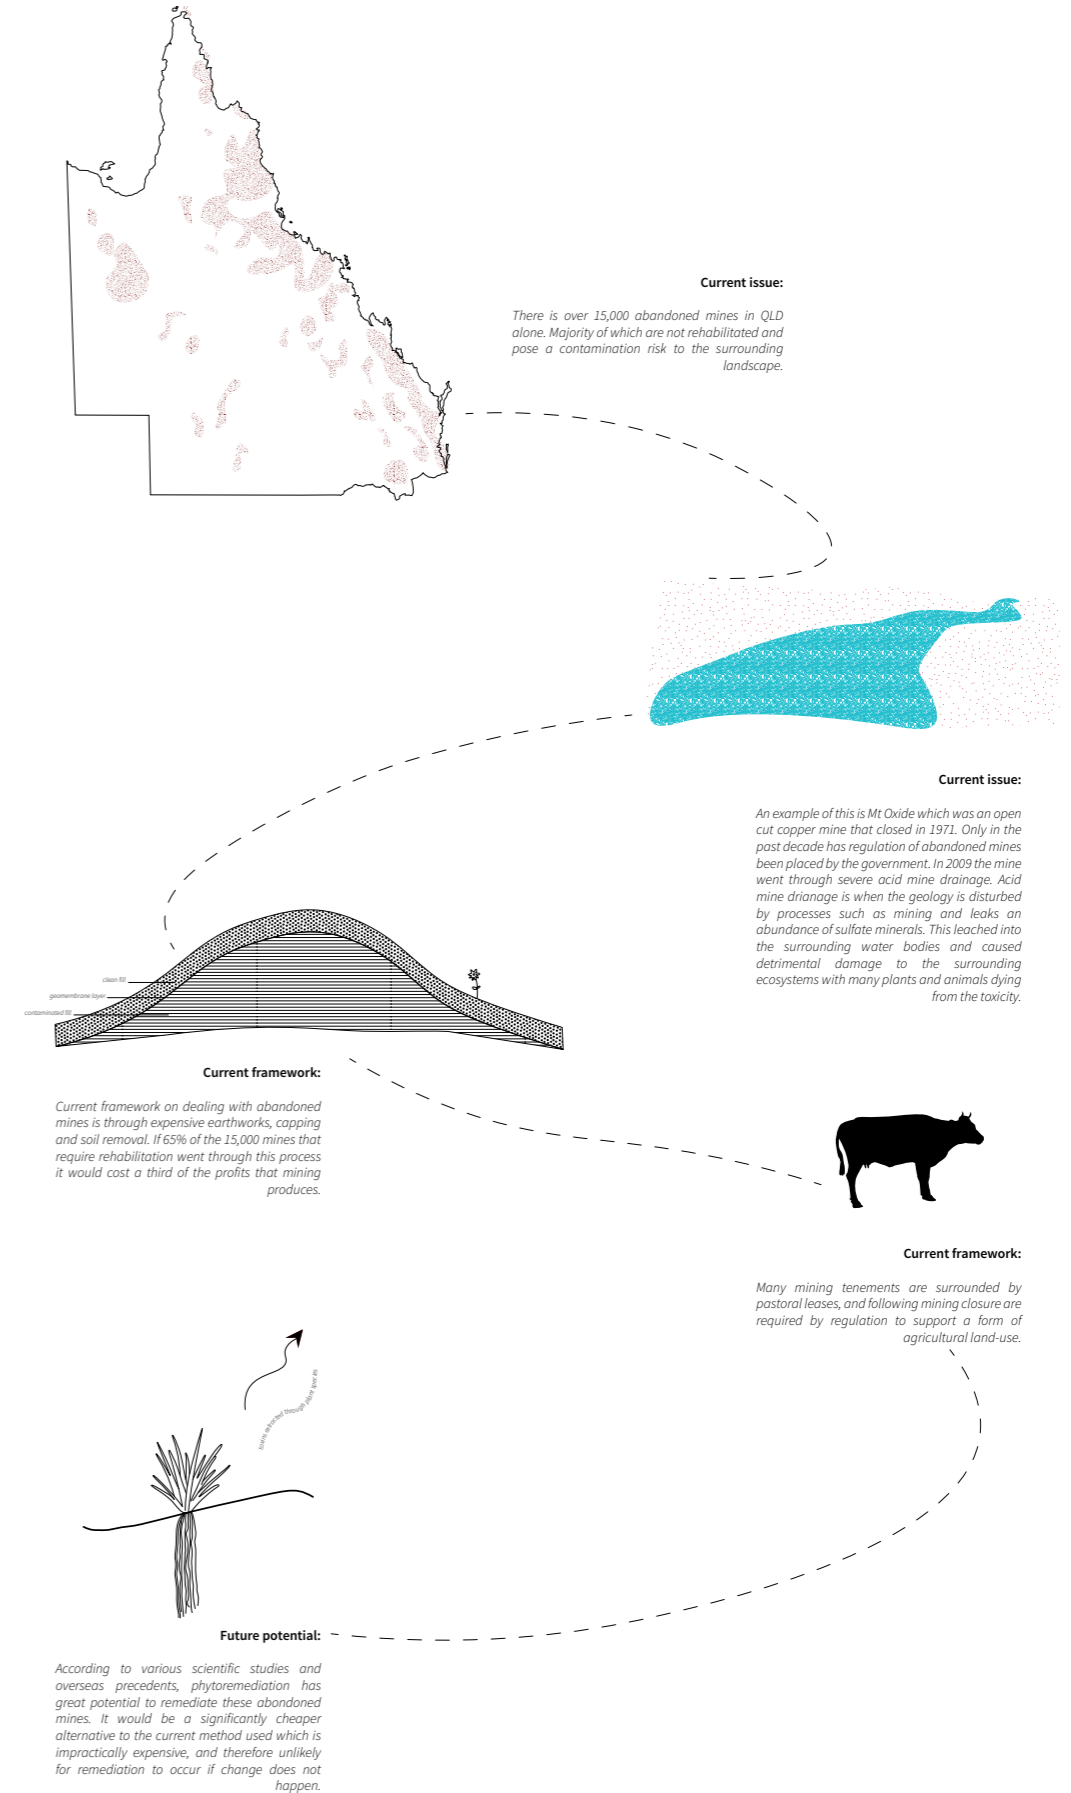 Current issue:
There is over 15,000 abandoned mines in QLD
alone. Majority of which are not rehabilitated and
pose a contamination risk to the surrounding
landscape.
Current issue:
An example of this is Mt Oxide which was an open
cut copper mine that closed in 1971. Only in the
past decade has regulation of abandoned mines
been placed by the government. In 2009 the mine
went through severe acid mine drainage. Acid
mine drianage is when the geology is disturbed
by processes such as mining and leaks an
abundance of sulfate minerals. This leached into
the surrounding water bodies and caused
detrimental damage to the surrounding
ecosystems with many plants and animals dying
from the toxicity.
clean fill
geomembrane layer
contaminated fill
Current framework:
Current framework on dealing with abandoned
mines is through expensive earthworks, capping
and soil removal. If 65% of the 15,000 mines that
require rehabilitation went through this process
it would cost a third of the profits that mining
produces.
Current framework:
Many mining tenements are surrounded by
pastoral leases, and following mining closure are
required by regulation to support a form of
agricultural land-use.
toxins extracted through plant species
Future potential:
According to various scientific studies and
overseas precedents, phytoremediation has
great potential to remediate these abondoned
mines. It would be a significantly cheaper
alternative to the current method used which is
impractically expensive, and therefore unlikely
for remediation to occur if change does not
happen.